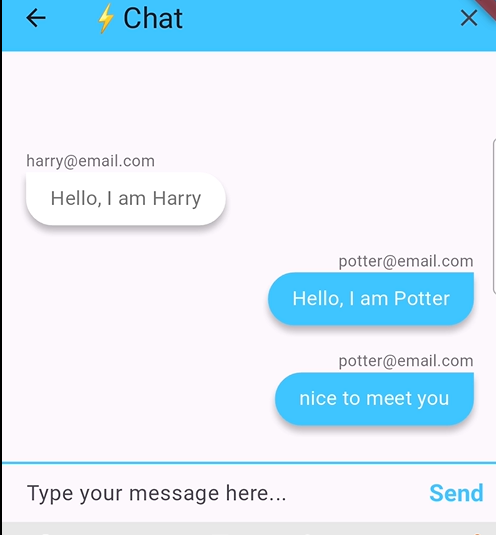 ⚡Chat
harry@email.com
Hello, I am Harry
potter@email.com
Hello, I am Potter
potter@email.com
nice to meet you
Type your message here...
Send